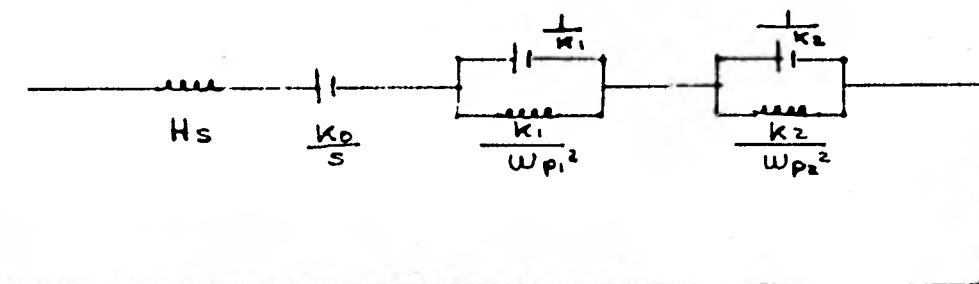 1/K1
1/K2
HS
K0/S
K1/ωp1²
K2/ωp2²